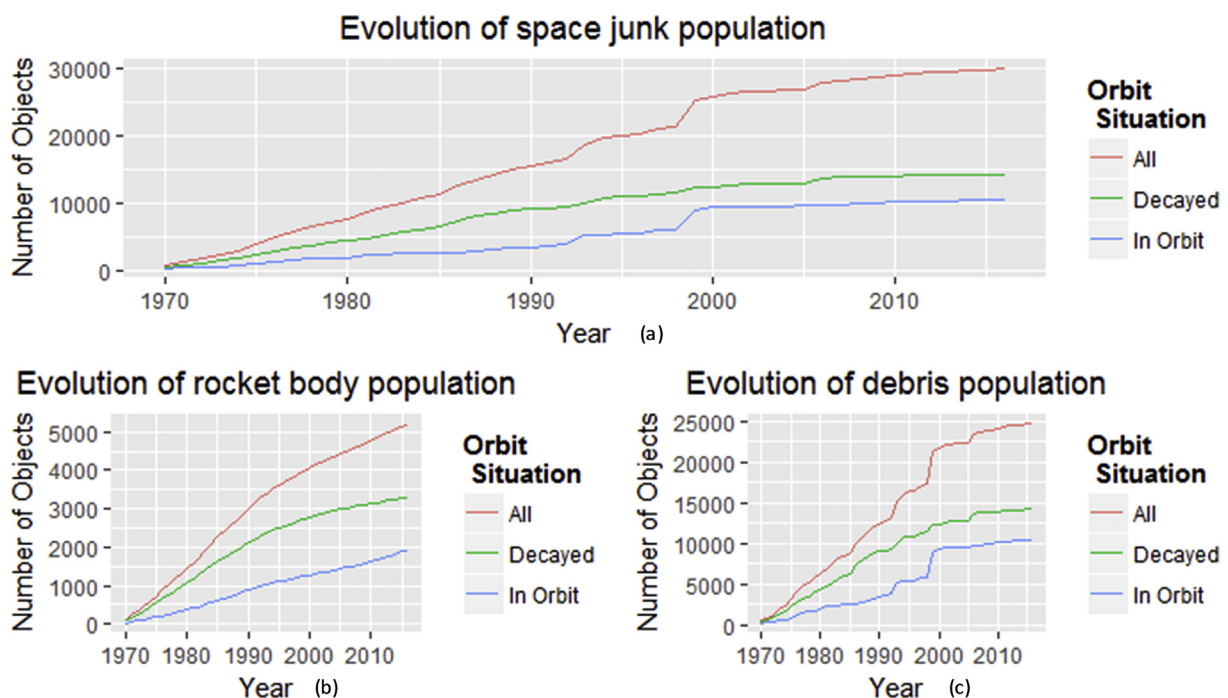 Evolution of space junk population
Number of Objects
30000
20000
10000
0
1970
1980
1990
2000
2010
Year
(a)
Orbit
Situation
All
Decayed
In Orbit
Evolution of rocket body population
Number of Objects
5000
4000
3000
2000
1000
0
1970
1980
1990
2000
2010
Year
(b)
Orbit
Situation
All
Decayed
In Orbit
Evolution of debris population
Number of Objects
25000
20000
15000
10000
5000
0
1970
1980
1990
2000
2010
Year
(c)
Orbit
Situation
All
Decayed
In Orbit